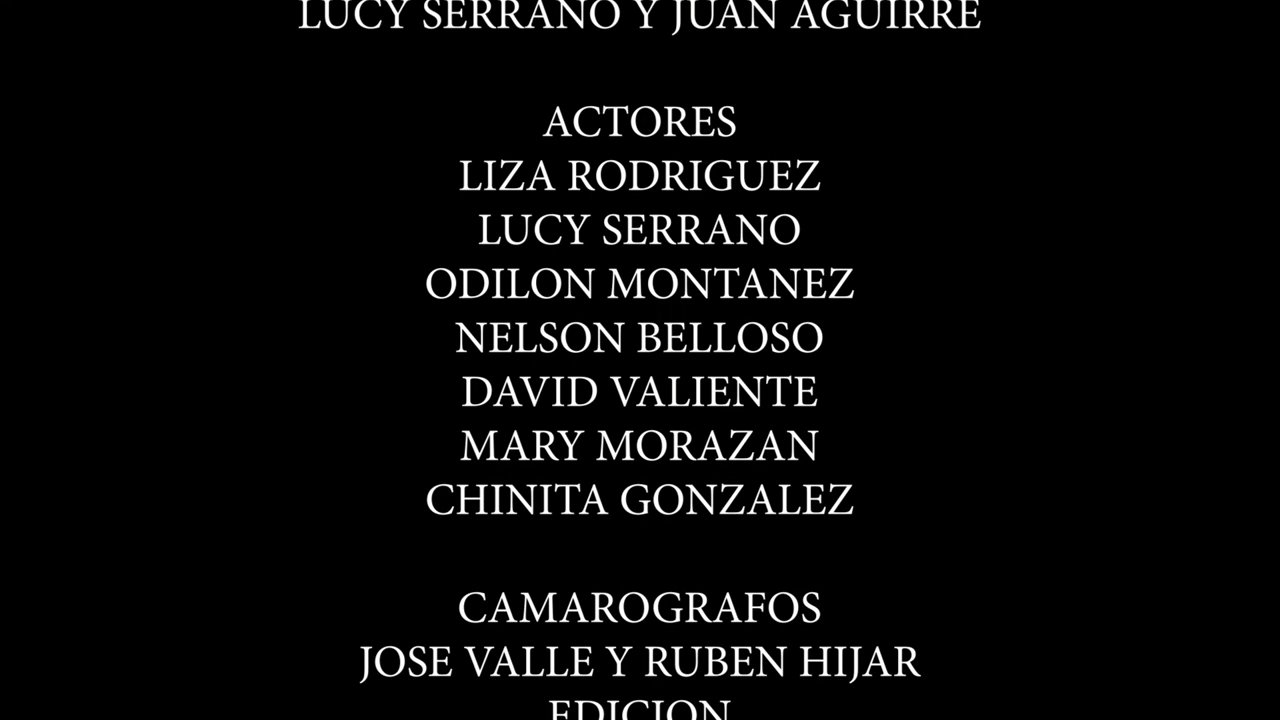 LUCY SERRANO Y JUAN AGUIRRE
ACTORES
LIZA RODRIGUEZ
LUCY SERRANO
ODILON MONTANEZ
NELSON BELLOSO
DAVID VALIENTE
MARY MORAZAN
CHINITA GONZALEZ
CAMAROGRAFOS
JOSE VALLE Y RUBEN HIJAR
EDICION